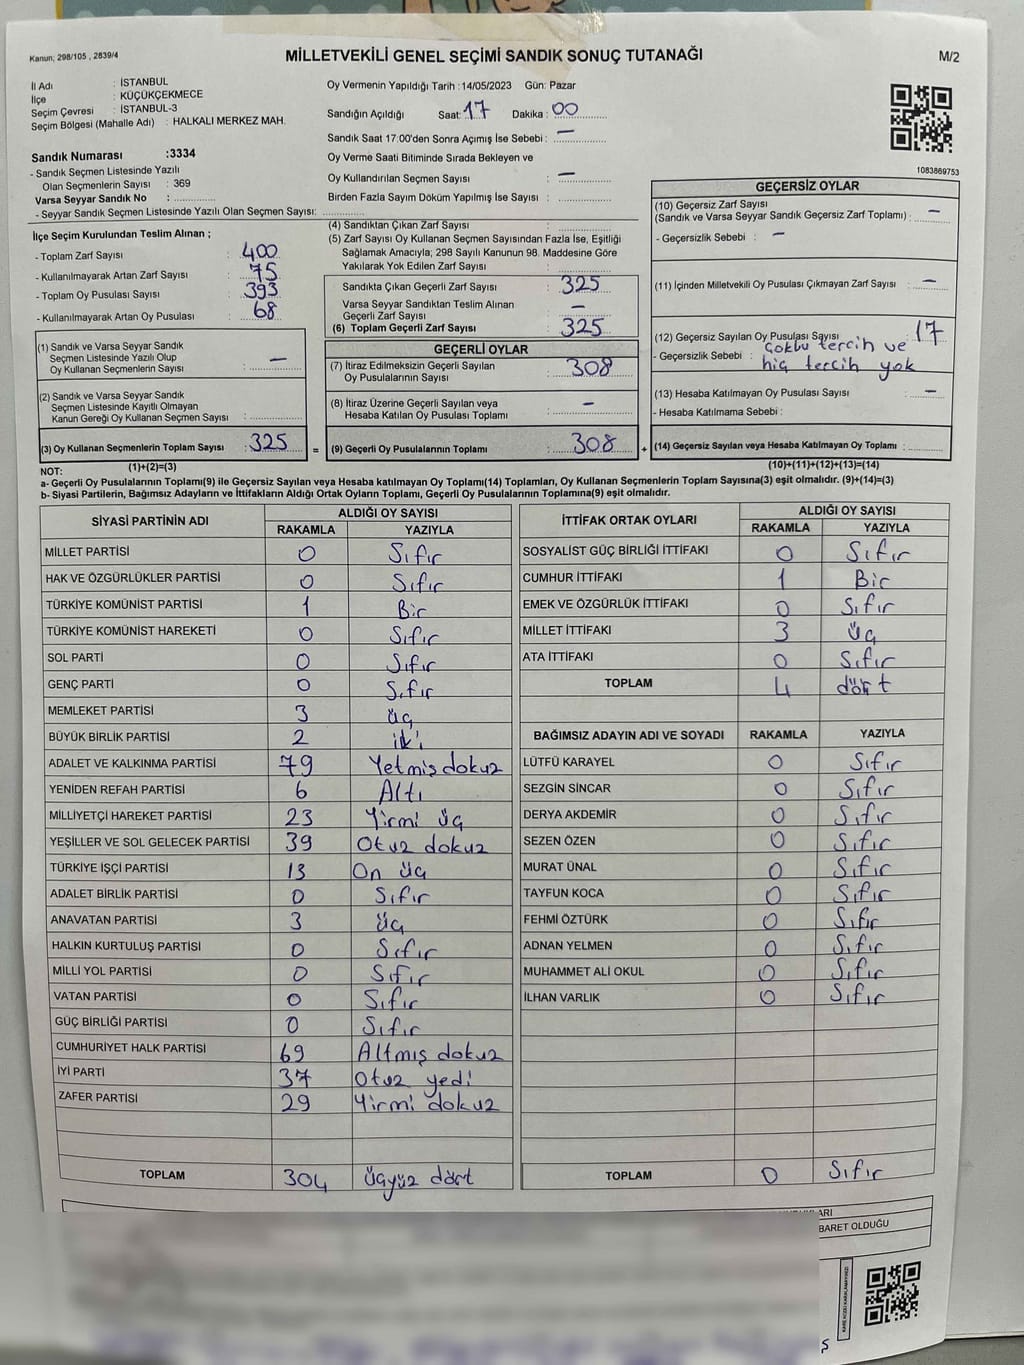 Kanun: 298/105 , 2839/4
MİLLETVEKİLİ GENEL SEÇİMİ SANDIK SONUÇ TUTANAĞI
M/2
İl Adı : İSTANBUL
İlçe : KÜÇÜKÇEKMECE
Seçim Çevresi : İSTANBUL-3
Seçim Bölgesi (Mahalle Adı) : HALKALI MERKEZ MAH.
Sandık Numarası :3334
- Sandık Seçmen Listesinde Yazılı
Olan Seçmenlerin Sayısı : 369
Varsa Seyyar Sandık No :
- Seyyar Sandık Seçmen Listesinde Yazılı Olan Seçmen Sayısı:
Oy Vermenin Yapıldığı Tarih : 14/05/2023 Gün: Pazar
Sandığın Açıldığı Saat: 17 Dakika : 00
Sandık Saat 17:00'den Sonra Açımış İse Sebebi : —
Oy Verme Saati Bitiminde Sırada Bekleyen ve
Oy Kullandırılan Seçmen Sayısı : —
Birden Fazla Sayım Döküm Yapılmış İse Sayısı :
1083869753
İlçe Seçim Kurulundan Teslim Alınan ;
- Toplam Zarf Sayısı : 400
- Kullanılmayarak Artan Zarf Sayısı : 75
- Toplam Oy Pusulası Sayısı : 393
- Kullanılmayarak Artan Oy Pusulası : 68
(1) Sandık ve Varsa Seyyar Sandık
Seçmen Listesinde Yazılı Olup
Oy Kullanan Seçmenlerin Sayısı : —
(2) Sandık ve Varsa Seyyar Sandık
Seçmen Listesinde Kayıtlı Olmayan
Kanun Gereği Oy Kullanan Seçmen Sayısı :
(3) Oy Kullanan Seçmenlerin Toplam Sayısı : 325 =
(1)+(2)=(3)
(4) Sandıktan Çıkan Zarf Sayısı :
(5) Zarf Sayısı Oy Kullanan Seçmen Sayısından Fazla İse, Eşitliği
Sağlamak Amacıyla; 298 Sayılı Kanunun 98. Maddesine Göre
Yakılarak Yok Edilen Zarf Sayısı :
Sandıkta Çıkan Geçerli Zarf Sayısı : 325
Varsa Seyyar Sandıktan Teslim Alınan
Geçerli Zarf Sayısı : —
(6) Toplam Geçerli Zarf Sayısı : 325
GEÇERLİ OYLAR
(7) İtiraz Edilmeksizin Geçerli Sayılan
Oy Pusulalarının Sayısı : 308
(8) İtiraz Üzerine Geçerli Sayılan veya
Hesaba Katılan Oy Pusulası Toplamı : —
(9) Geçerli Oy Pusulalarının Toplamı : 308 +
GEÇERSİZ OYLAR
(10) Geçersiz Zarf Sayısı
(Sandık ve Varsa Seyyar Sandık Geçersiz Zarf Toplamı) : —
- Geçersizlik Sebebi : —
(11) İçinden Milletvekili Oy Pusulası Çıkmayan Zarf Sayısı : —
(12) Geçersiz Sayılan Oy Pusulası Sayısı : 17
- Geçersizlik Sebebi : Çoklu tercih ve
hiç tercih yok
(13) Hesaba Katılmayan Oy Pusulası Sayısı : —
- Hesaba Katılmama Sebebi :
(14) Geçersiz Sayılan veya Hesaba Katılmayan Oy Toplamı :
(10)+(11)+(12)+(13)=(14)
NOT:
a- Geçerli Oy Pusulalarının Toplamı(9) ile Geçersiz Sayılan veya Hesaba katılmayan Oy Toplamı(14) Toplamları, Oy Kullanan Seçmenlerin Toplam Sayısına(3) eşit olmalıdır. (9)+(14)=(3)
b- Siyasi Partilerin, Bağımsız Adayların ve İttifakların Aldığı Ortak Oyların Toplamı, Geçerli Oy Pusulalarının Toplamına(9) eşit olmalıdır.
SİYASİ PARTİNİN ADI ALDIĞI OY SAYISI
RAKAMLA YAZIYLA
MİLLET PARTİSİ 0 Sıfır
HAK VE ÖZGÜRLÜKLER PARTİSİ 0 Sıfır
TÜRKİYE KOMÜNİST PARTİSİ 1 Bir
TÜRKİYE KOMÜNİST HAREKETİ 0 Sıfır
SOL PARTİ 0 Sıfır
GENÇ PARTİ 0 Sıfır
MEMLEKET PARTİSİ 3 üç
BÜYÜK BİRLİK PARTİSİ 2 iki
ADALET VE KALKINMA PARTİSİ 79 Yetmiş dokuz
YENİDEN REFAH PARTİSİ 6 Altı
MİLLİYETÇİ HAREKET PARTİSİ 23 Yirmi üç
YEŞİLLER VE SOL GELECEK PARTİSİ 39 Otuz dokuz
TÜRKİYE İŞÇİ PARTİSİ 13 On üç
ADALET BİRLİK PARTİSİ 0 Sıfır
ANAVATAN PARTİSİ 3 üç
HALKIN KURTULUŞ PARTİSİ 0 Sıfır
MİLLİ YOL PARTİSİ 0 Sıfır
VATAN PARTİSİ 0 Sıfır
GÜÇ BİRLİĞİ PARTİSİ 0 Sıfır
CUMHURİYET HALK PARTİSİ 69 Altmış dokuz
İYİ PARTİ 37 Otuz yedi
ZAFER PARTİSİ 29 Yirmi dokuz
TOPLAM 304 Üçyüz dört
İTTİFAK ORTAK OYLARI ALDIĞI OY SAYISI
RAKAMLA YAZIYLA
SOSYALİST GÜÇ BİRLİĞİ İTTİFAKI 0 Sıfır
CUMHUR İTTİFAKI 1 Bir
EMEK VE ÖZGÜRLÜK İTTİFAKI 0 Sıfır
MİLLET İTTİFAKI 3 üç
ATA İTTİFAKI 0 Sıfır
TOPLAM 4 dört
BAĞIMSIZ ADAYIN ADI VE SOYADI RAKAMLA YAZIYLA
LÜTFÜ KARAYEL 0 Sıfır
SEZGİN SİNCAR 0 Sıfır
DERYA AKDEMİR 0 Sıfır
SEZEN ÖZEN 0 Sıfır
MURAT ÜNAL 0 Sıfır
TAYFUN KOCA 0 Sıfır
FEHMİ ÖZTÜRK 0 Sıfır
ADNAN YELMEN 0 Sıfır
MUHAMMET ALİ OKUL 0 Sıfır
İLHAN VARLIK 0 Sıfır
TOPLAM 0 Sıfır
BARET OLDUĞU